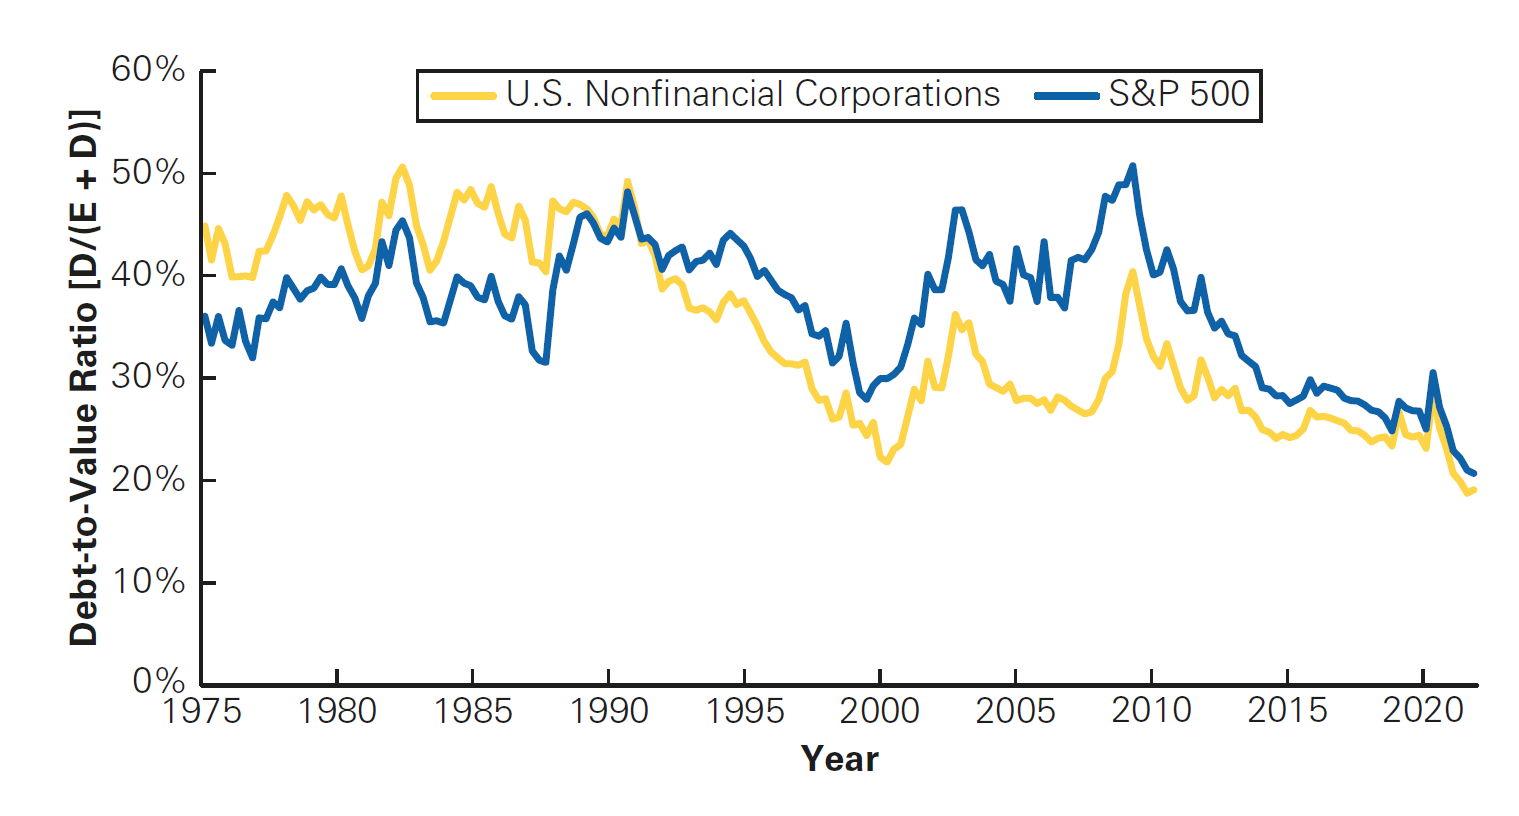 60%
U.S. Nonfinancial Corporations S&P 500
50%
40%
30%
20%
10%
0%
Debt-to-Value Ratio [D/(E + D)]
1975 1980 1985 1990 1995 2000 2005 2010 2015 2020
Year